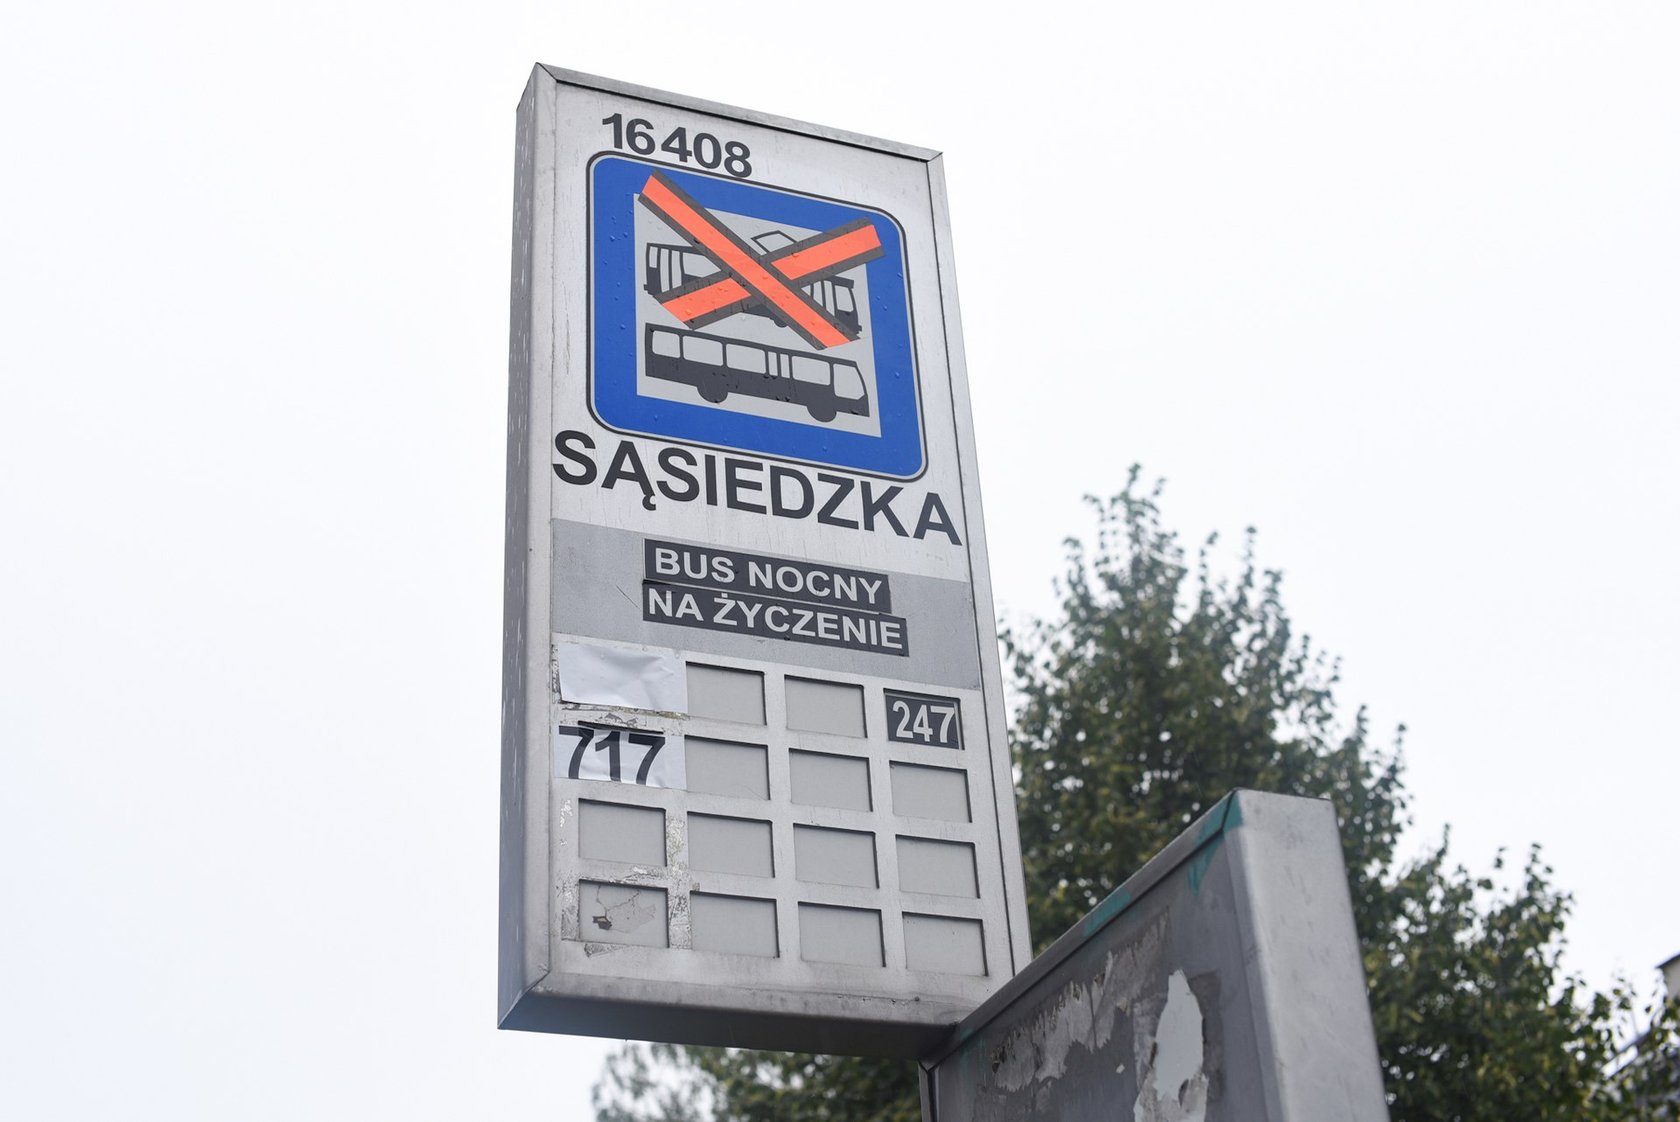 16408
SĄSIEDZKA
BUS NOCNY
NA ŻYCZENIE
247
717